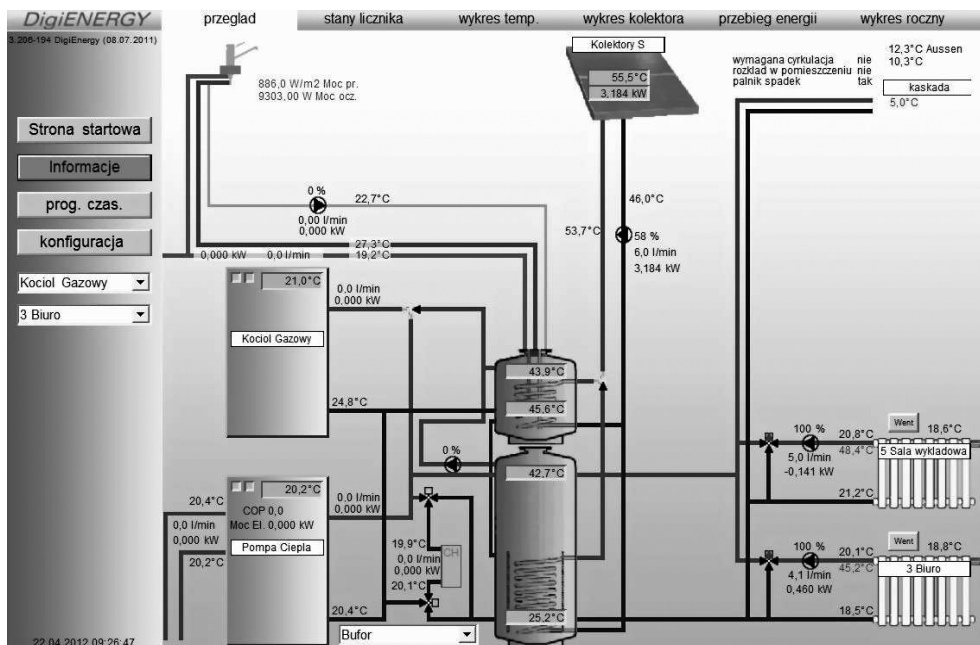 DigiENERGY
przeglad
stany licznika
wykres temp.
wykres kolektora
przebieg energii
wykres roczny
3.206-194 DigiEnergy (08.07.2011)
Strona startowa
Informacje
prog. czas.
konfiguracja
Kociol Gazowy
3 Biuro
22.04.2012 09:26:47
886,0 W/m2 Moc pr.
9303,00 W Moc ocz.
Kolektory S
55,5°C
3,184 kW
wymagana cyrkulacja nie
rozklad w pomieszczeniu nie
palnik spadek tak
12,3°C Aussen
10,3°C
kaskada
5,0°C
0 %
22,7°C
0,00 l/min
0,000 kW
27,3°C
0,000 kW 0,0 l/min 19,2°C
53,7°C
46,0°C
58 %
6,0 l/min
3,184 kW
21,0°C
Kociol Gazowy
0,0 l/min
0,000 kW
24,8°C
43,9°C
45,6°C
0 %
42,7°C
25,2°C
20,2°C
COP 0,0
Moc El. 0,000 kW
Pompa Ciepla
20,4°C
0,0 l/min
0,000 kW
20,2°C
0,0 l/min
0,000 kW
20,4°C
19,9°C
0,0 l/min
0,000 kW
20,1°C
CH
Bufor
Went
18,6°C
100 %
20,8°C
48,4°C
5,0 l/min
-0,141 kW
5 Sala wykladowa
21,2°C
Went
18,8°C
100 %
20,1°C
45,2°C
4,1 l/min
0,460 kW
3 Biuro
18,5°C